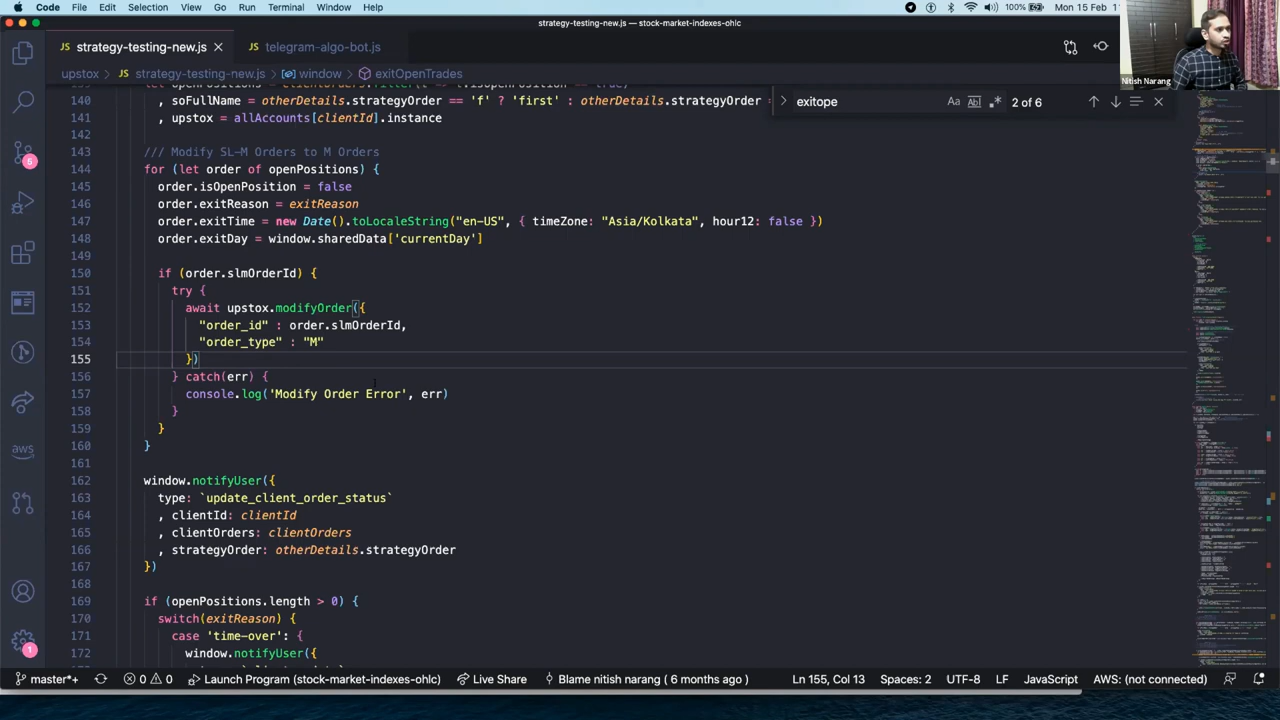 Code File Edit Selection View Go Run Terminal Window Help
100% Mon 15 Feb
strategy-testing-new.js — stock-market-indexes-ohlc
JS strategy-testing-new.js
JS telegram-algo-bot.js
upstox > JS strategy-testing-new.js > window > exitOpenTrades
exitope
Aa Ab 2 of 6
Nitish Narang
140 , soFullName = otherDetails.strategyOrder == 'f' ? 'first' : otherDetails.strategyOrder =
141 , upstox = allAccounts[clientId].instance
142
143 /// Modify SL-M Orders to M Orders
144 for (let order of openPositions) {
145 order.isOpenPosition = false
146 order.exitReason = exitReason
147 order.exitTime = new Date().toLocaleString("en-US", { timeZone: "Asia/Kolkata", hour12: false })
148 order.exitDay = window.sharedData['currentDay']
149
150 if (order.slmOrderId) {
151 try {
152 await upstox.modifyOrder({
153 "order_id" : order.slmOrderId,
154 "order_type" : "M"
155 })
156 } catch(err) {
157 console.log('Modify Order Error', err)
158 }
159 }
160 }
161
162 window.notifyUser({
163 type: `update_client_order_status`
164 , clientId: clientId
165 , clientOrders: clientOrders
166 , strategyOrder: otherDetails.strategyOrder
167 })
168
169 if (openPositions.length > 0) {
170 switch(exitReason) {
171 case 'time-over': {
172 window.notifyUser({
6
aws
1
master* 0 0 Launch Program (stock-market-indexes-ohlc) Live Share Blame nitish narang ( 6 months ago ) Ln 155, Col 13 Spaces: 2 UTF-8 LF JavaScript AWS: (not connected)